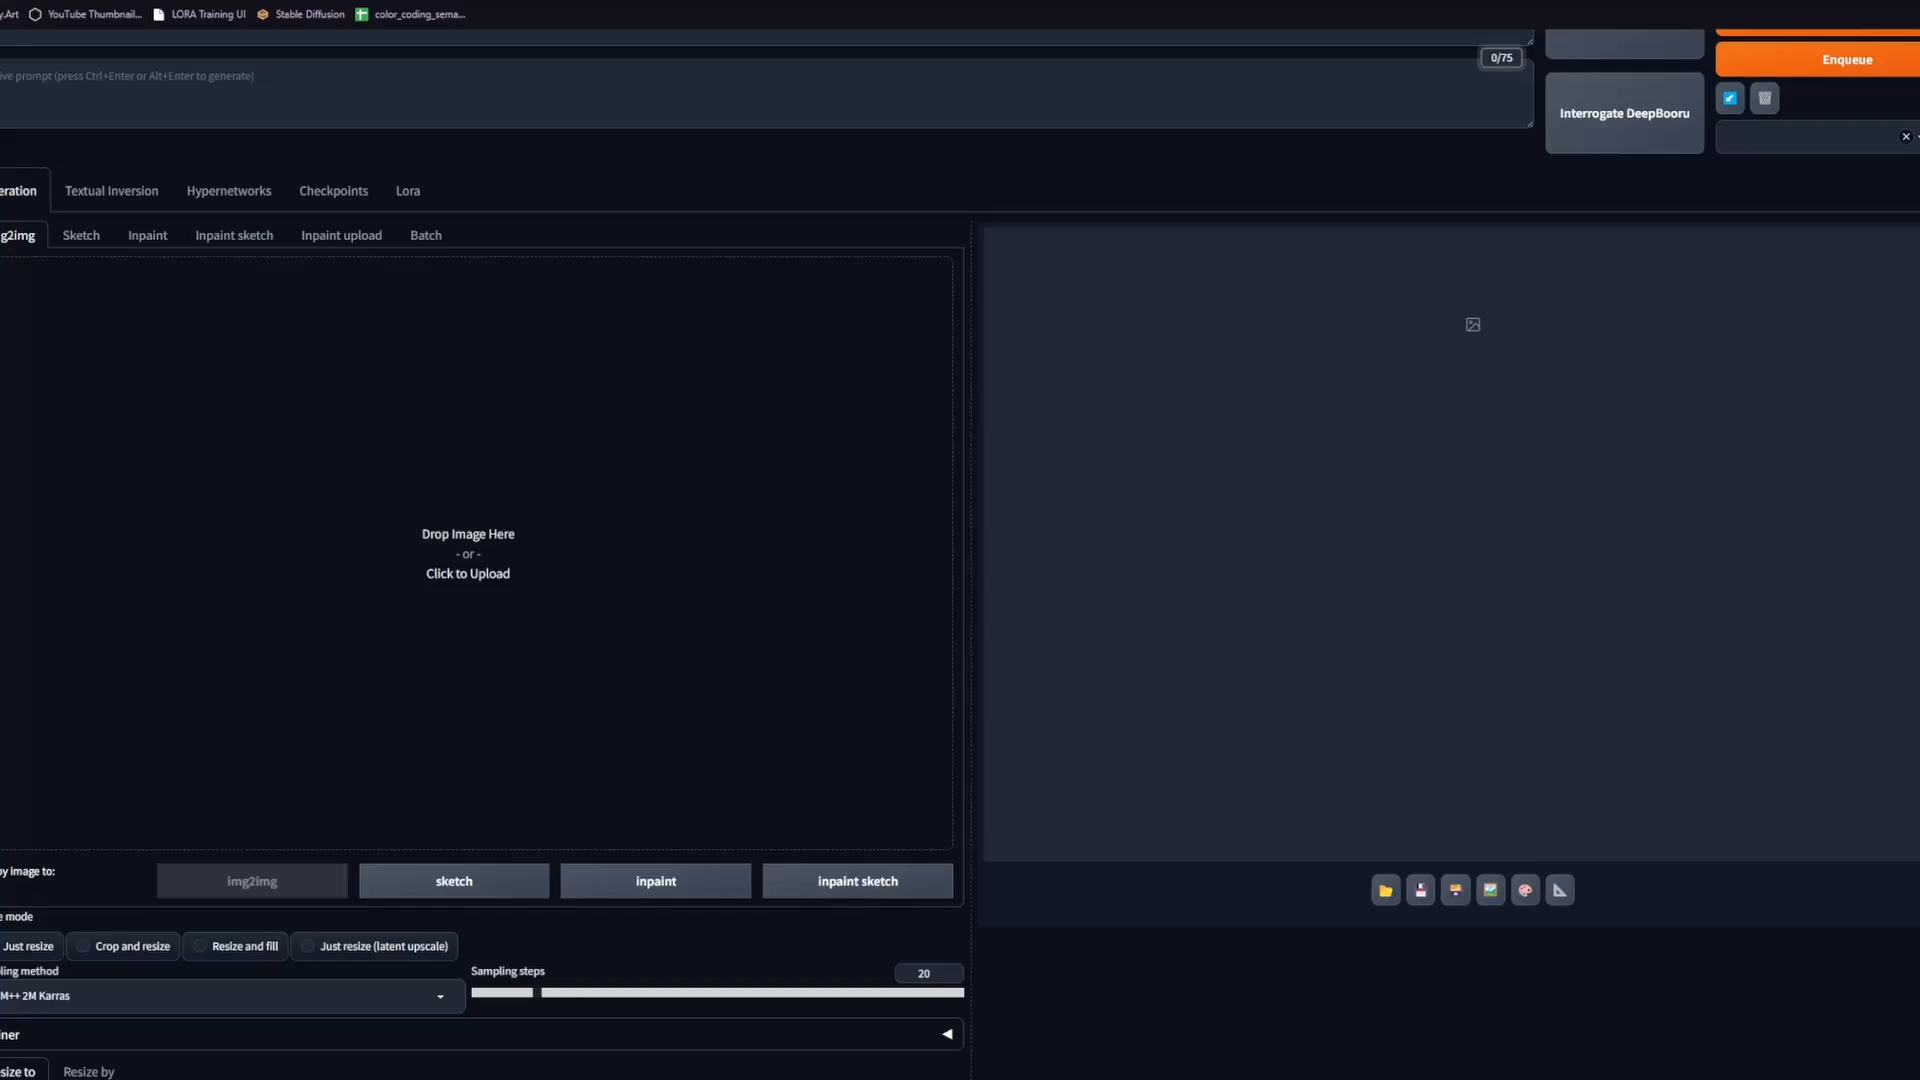 y.Art YouTube Thumbnail... LORA Training UI Stable Diffusion color_coding_sema...
0/75
Enqueue
ive prompt (press Ctrl+Enter or Alt+Enter to generate)
Interrogate DeepBooru
eration Textual Inversion Hypernetworks Checkpoints Lora
g2img Sketch Inpaint Inpaint sketch Inpaint upload Batch
Drop Image Here
- or -
Click to Upload
py image to: img2img sketch inpaint inpaint sketch
e mode
Just resize Crop and resize Resize and fill Just resize (latent upscale)
ling method Sampling steps 20
M++ 2M Karras
iner
esize to Resize by